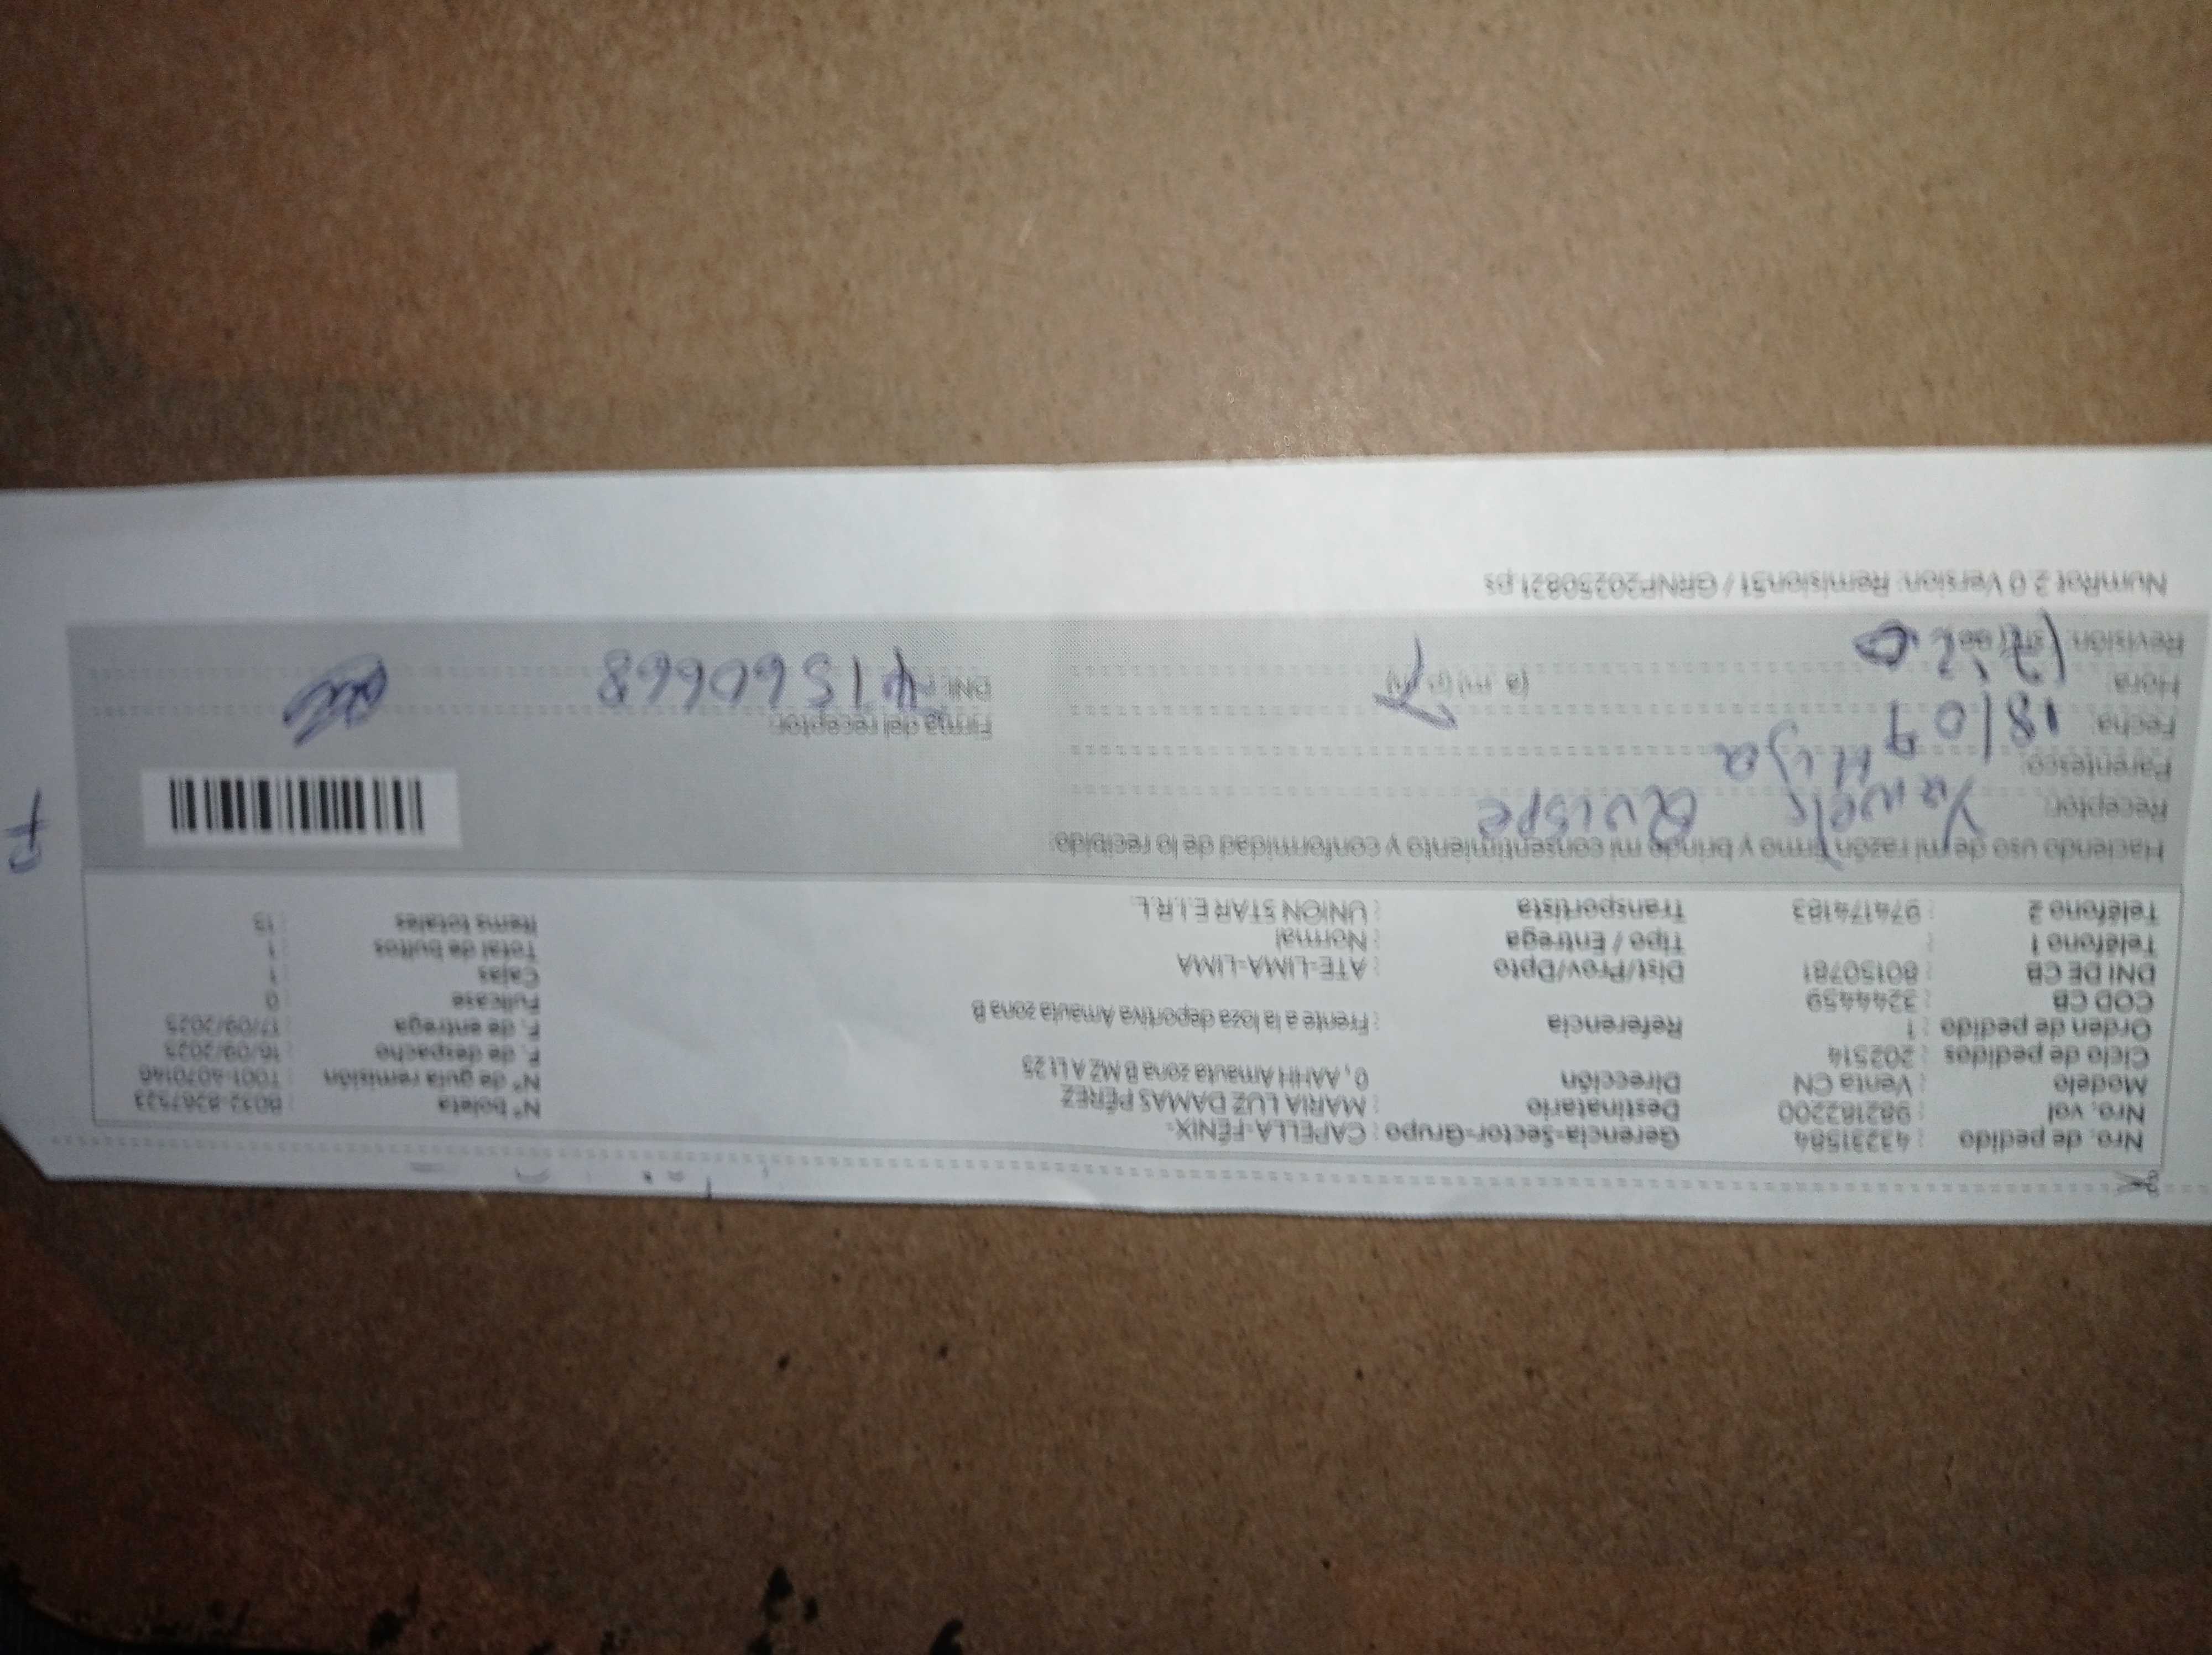 Nro. de pedido : 43231584
Nro. vol : 982182200
Modelo : Venta CN
Ciclo de pedidos : 202514
Orden de pedido : 1
COD CB : 3244459
DNI DE CB : 80150781
Teléfono 1 :
Teléfono 2 : 974174183
Gerencia-Sector-Grupo : CAPELLA-FÉNIX-
Destinatario : MARIA LUZ DAMAS PÉREZ
Dirección : 0, AAHH Amauta zona B MZ A Lt 25
Referencia : Frente a la loza deportiva Amauta zona B
Dist/Prov/Dpto : ATE-LIMA-LIMA
Tipo / Entrega : Normal
Transportista : UNION STAR E.I.R.L.
N° boleta : B032-8267523
N° de guía remisión : T001-4070140
F. de despacho : 16/09/2025
F. de entrega : 17/09/2025
Fullcase : 0
Cajas : 1
Total de bultos : 1
Items totales : 13
Haciendo uso de mi razón firmo y brindo mi consentimiento y conformidad de lo recibido:
Receptor: Quispe
Parentesco: Hija
Fecha: 18/09
Hora: (a m) (p m)
Revisión:
Firma del receptor:
DNI: 41560668
NumRot 2.0 Version: Remision51 / GRNP20250821.ps